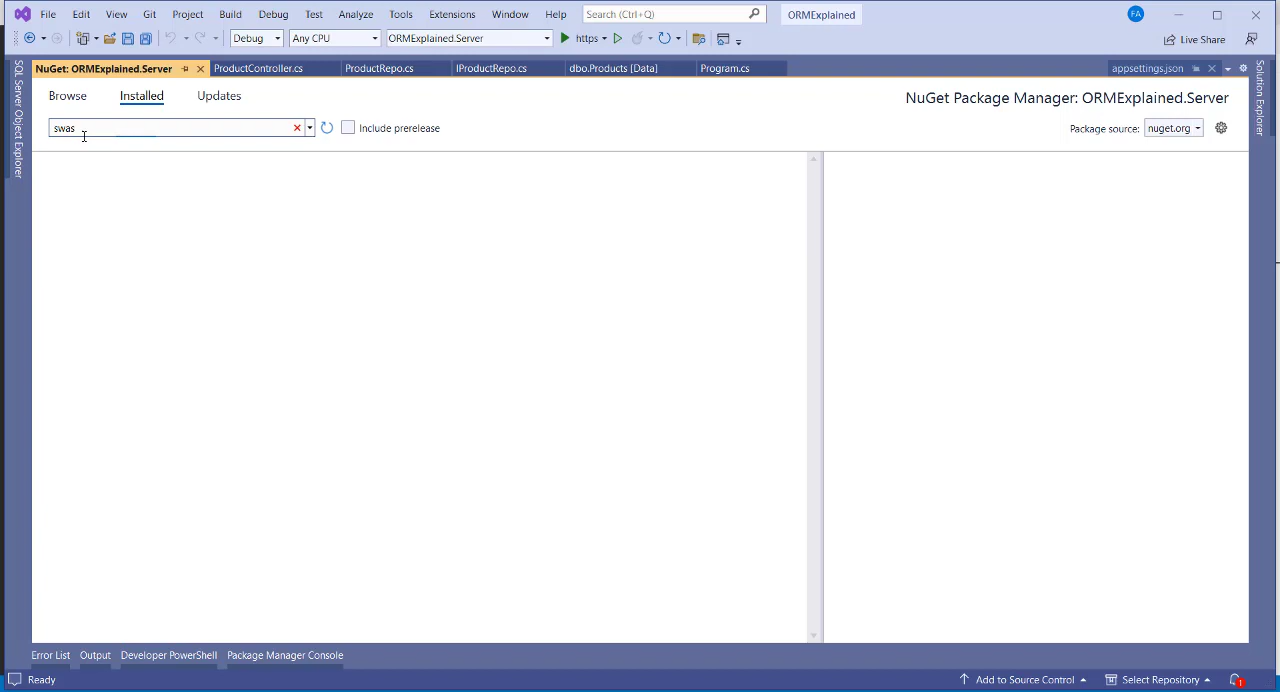 File Edit View Git Project Build Debug Test Analyze Tools Extensions Window Help Search (Ctrl+Q) ORMExplained FA
Debug Any CPU ORMExplained.Server https Live Share
NuGet: ORMExplained.Server ProductController.cs ProductRepo.cs IProductRepo.cs dbo.Products [Data] Program.cs appsettings.json
SQL Server Object Explorer
Solution Explorer
Browse Installed Updates NuGet Package Manager: ORMExplained.Server
swas Include prerelease Package source: nuget.org
Error List Output Developer PowerShell Package Manager Console
Ready Add to Source Control Select Repository 1